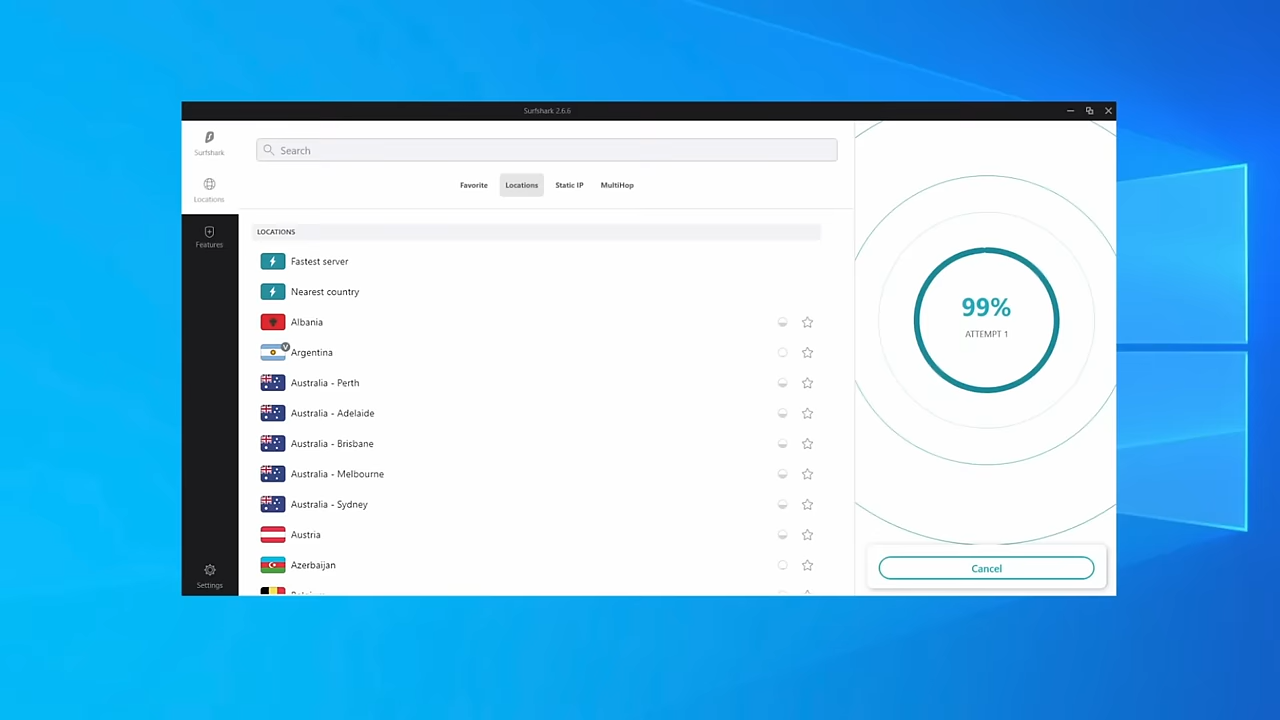 Surfshark 2.6.6
Surfshark
Locations
Features
Settings
Search
Favorite
Locations
Static IP
MultiHop
LOCATIONS
Fastest server
Nearest country
Albania
V
Argentina
Australia - Perth
Australia - Adelaide
Australia - Brisbane
Australia - Melbourne
Australia - Sydney
Austria
Azerbaijan
99%
ATTEMPT 1
Cancel